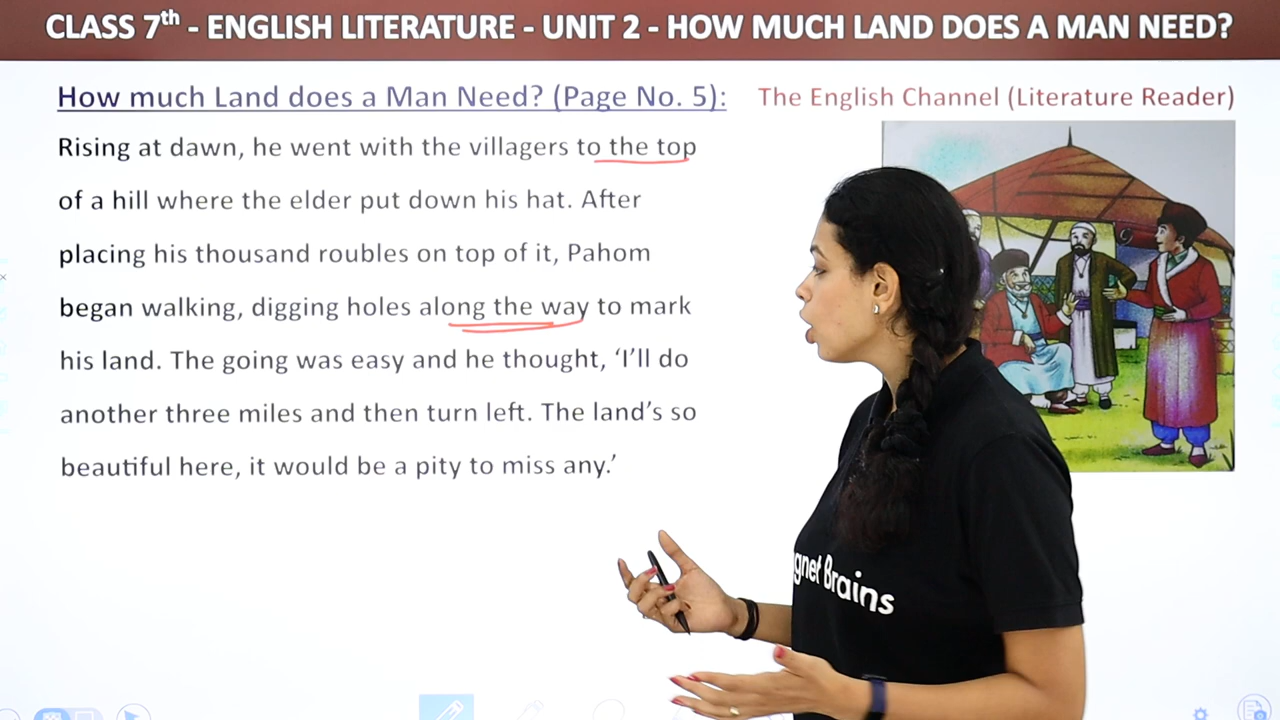 CLASS 7th - ENGLISH LITERATURE - UNIT 2 - HOW MUCH LAND DOES A MAN NEED?
How much Land does a Man Need? (Page No. 5):
The English Channel (Literature Reader)
Rising at dawn, he went with the villagers to the top
of a hill where the elder put down his hat. After
placing his thousand roubles on top of it, Pahom
began walking, digging holes along the way to mark
his land. The going was easy and he thought, ‘I’ll do
another three miles and then turn left. The land’s so
beautiful here, it would be a pity to miss any.’
gnet Brains